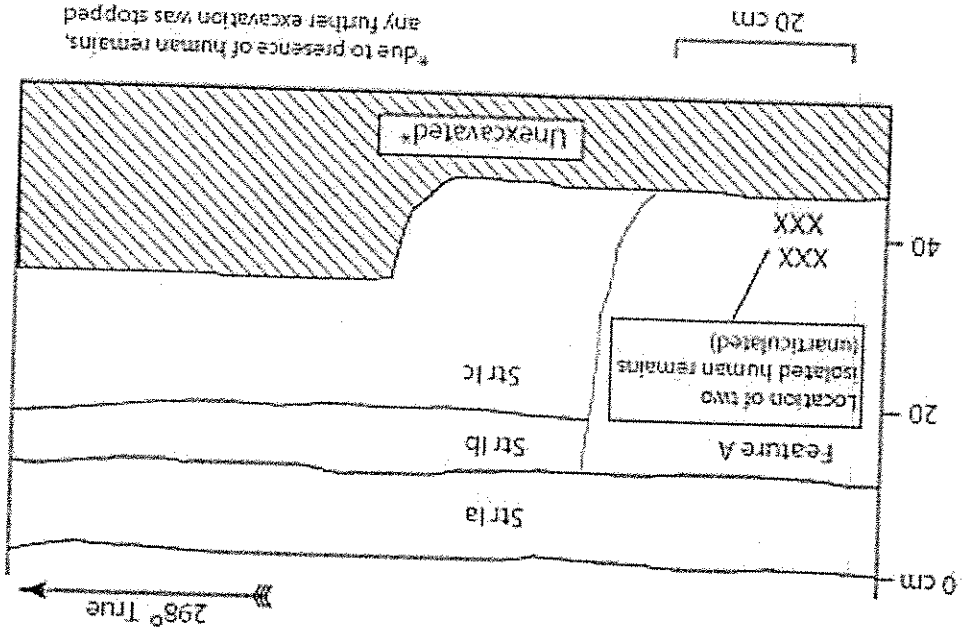 298° True
0 cm
Str Ia
Feature A
Str Ib
20
Location of two
isolated human remains
(unarticulated)
Str Ic
XXX
XXX
40
Unexcavated*
20 cm
*due to presence of human remains,
any further excavation was stopped